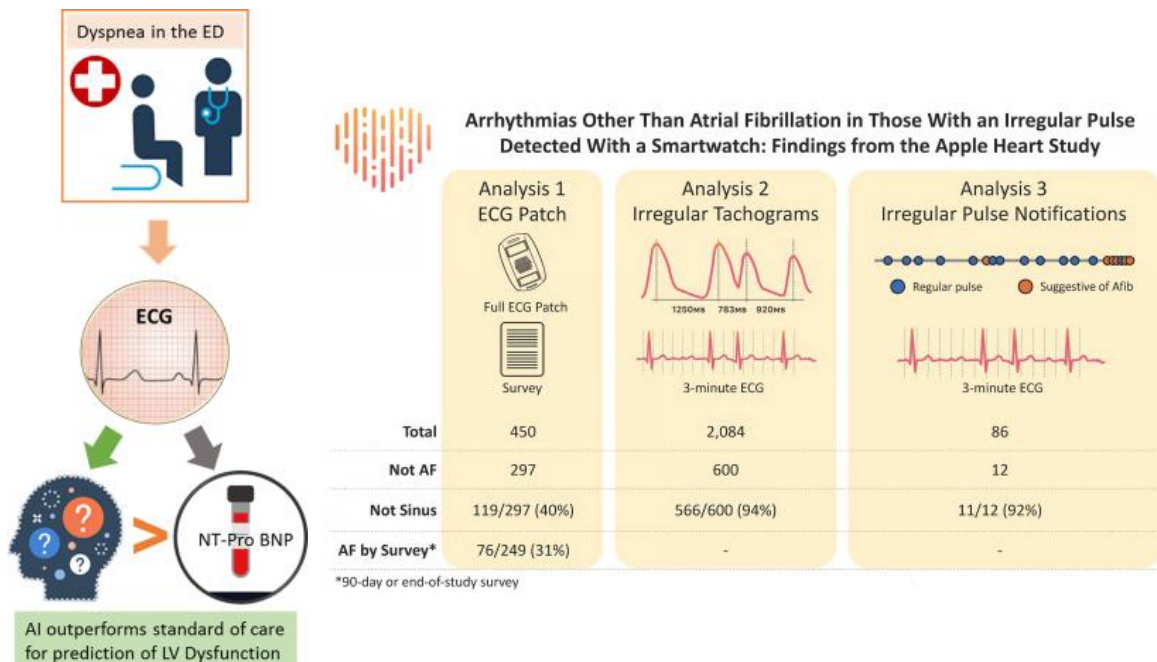 Dyspnea in the ED
ECG
? ? ?
>
NT-Pro BNP
AI outperforms standard of care
for prediction of LV Dysfunction
Arrhythmias Other Than Atrial Fibrillation in Those With an Irregular Pulse
Detected With a Smartwatch: Findings from the Apple Heart Study
Analysis 1
ECG Patch
Full ECG Patch
Survey
Analysis 2
Irregular Tachograms
1250MS 783MS 920MS
3-minute ECG
Analysis 3
Irregular Pulse Notifications
Regular pulse Suggestive of Afib
3-minute ECG
Total 450 2,084 86
Not AF 297 600 12
Not Sinus 119/297 (40%) 566/600 (94%) 11/12 (92%)
AF by Survey* 76/249 (31%) - -
*90-day or end-of-study survey